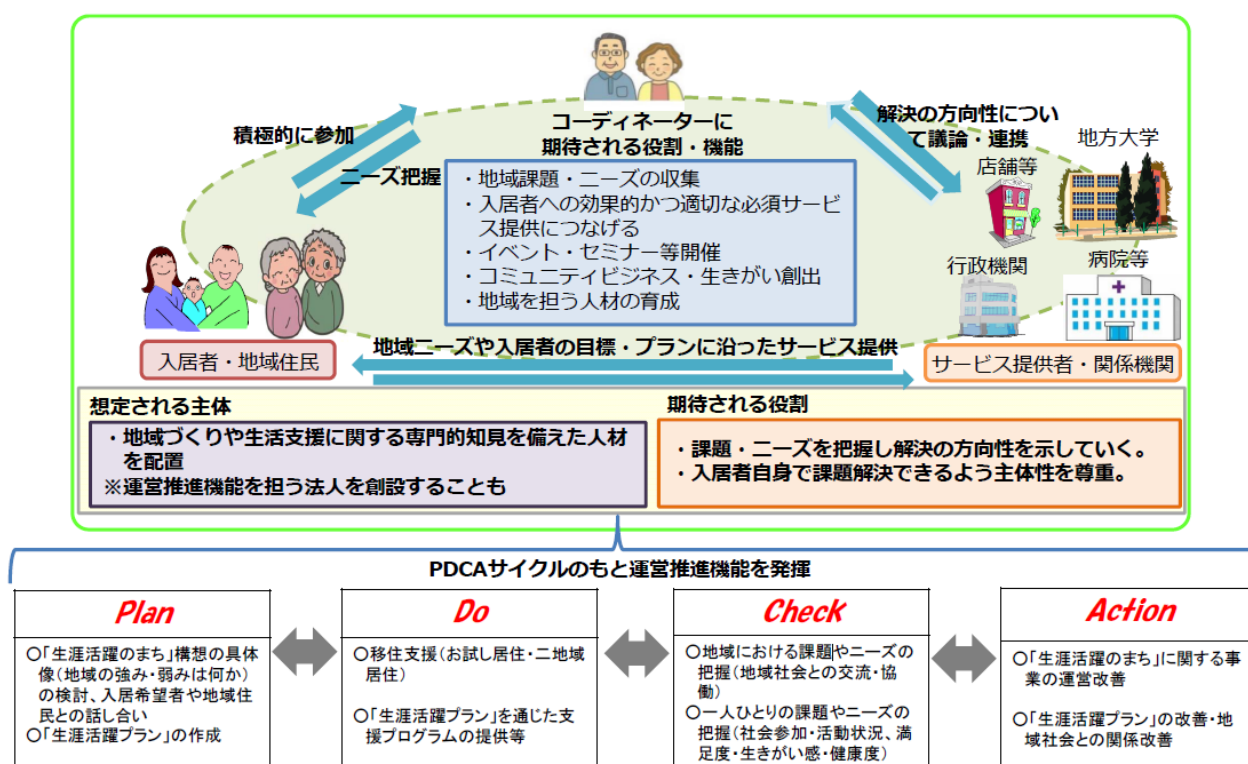 積極的に参加
ニーズ把握
コーディネーターに
期待される役割・機能
・地域課題・ニーズの収集
・入居者への効果的かつ適切な必須サービ
ス提供につなげる
・イベント・セミナー等開催
・コミュニティビジネス・生きがい創出
・地域を担う人材の育成
解決の方向性につい
て議論・連携
地方大学
店舗等
行政機関
病院等
地域ニーズや入居者の目標・プランに沿ったサービス提供
入居者・地域住民
サービス提供者・関係機関
想定される主体
・地域づくりや生活支援に関する専門的知見を備えた人材
を配置
※運営推進機能を担う法人を創設することも
期待される役割
・課題・ニーズを把握し解決の方向性を示していく。
・入居者自身で課題解決できるよう主体性を尊重。
PDCAサイクルのもと運営推進機能を発揮
Plan
○「生涯活躍のまち」構想の具体
像(地域の強み・弱みは何か)
の検討、入居希望者や地域住
民との話し合い
○「生涯活躍プラン」の作成
Do
○移住支援(お試し居住・二地域
居住)
○「生涯活躍プラン」を通じた支
援プログラムの提供等
Check
○地域における課題やニーズの
把握(地域社会との交流・協
働)
○一人ひとりの課題やニーズの
把握(社会参加・活動状況、満
足度・生きがい感・健康度)
Action
○「生涯活躍のまち」に関する事
業の運営改善
○「生涯活躍プラン」の改善・地
域社会との関係改善